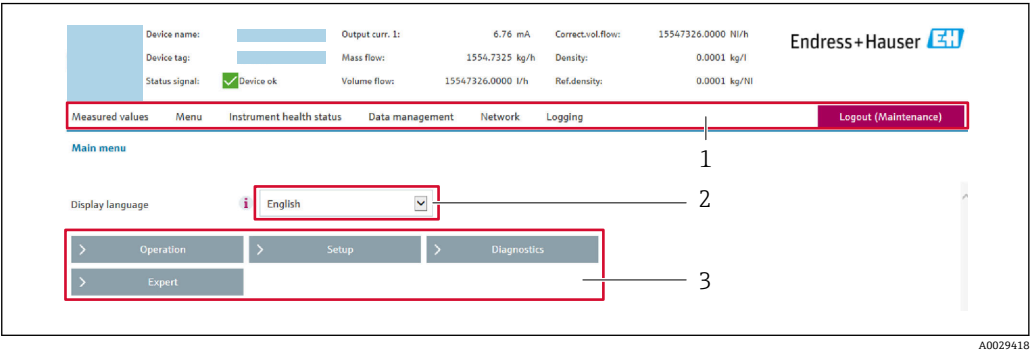 Device name: Output curr. 1: 6.76 mA Correct.vol.flow: 15547326.0000 Nl/h
Endress+Hauser EH
Device tag: Mass flow: 1554.7325 kg/h Density: 0.0001 kg/l
Status signal: Device ok Volume flow: 15547326.0000 l/h Ref.density: 0.0001 kg/Nl
Measured values Menu Instrument health status Data management Network Logging Logout (Maintenance)
1
Main menu
Display language i English 2
> Operation > Setup > Diagnostics
> Expert 3
A0029418